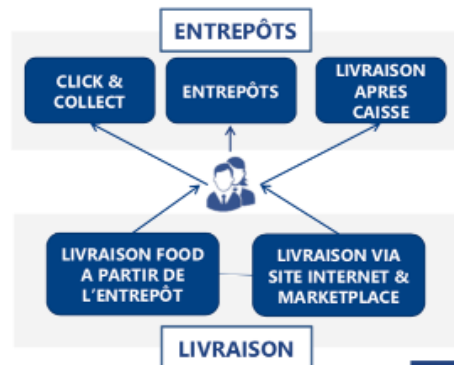 ENTREPÔTS
CLICK &
COLLECT
ENTREPÔTS
LIVRAISON
APRES
CAISSE
LIVRAISON FOOD
A PARTIR DE
L'ENTREPÔT
LIVRAISON VIA
SITE INTERNET &
MARKETPLACE
LIVRAISON